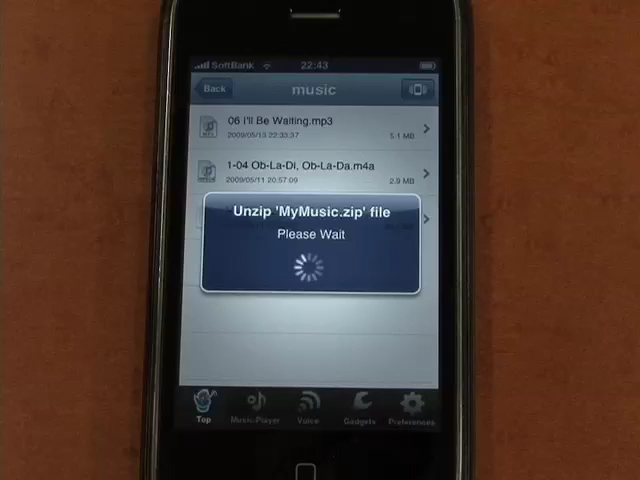 SoftBank 22:43
Back music
06 I'll Be Waiting.mp3
2009/05/13 22:33:37 5.1 MB
1-04 Ob-La-Di, Ob-La-Da.m4a
2009/05/11 20:57:09 2.9 MB
Unzip 'MyMusic.zip' file
Please Wait
Top Music-Player Voice Gadgets Preferences